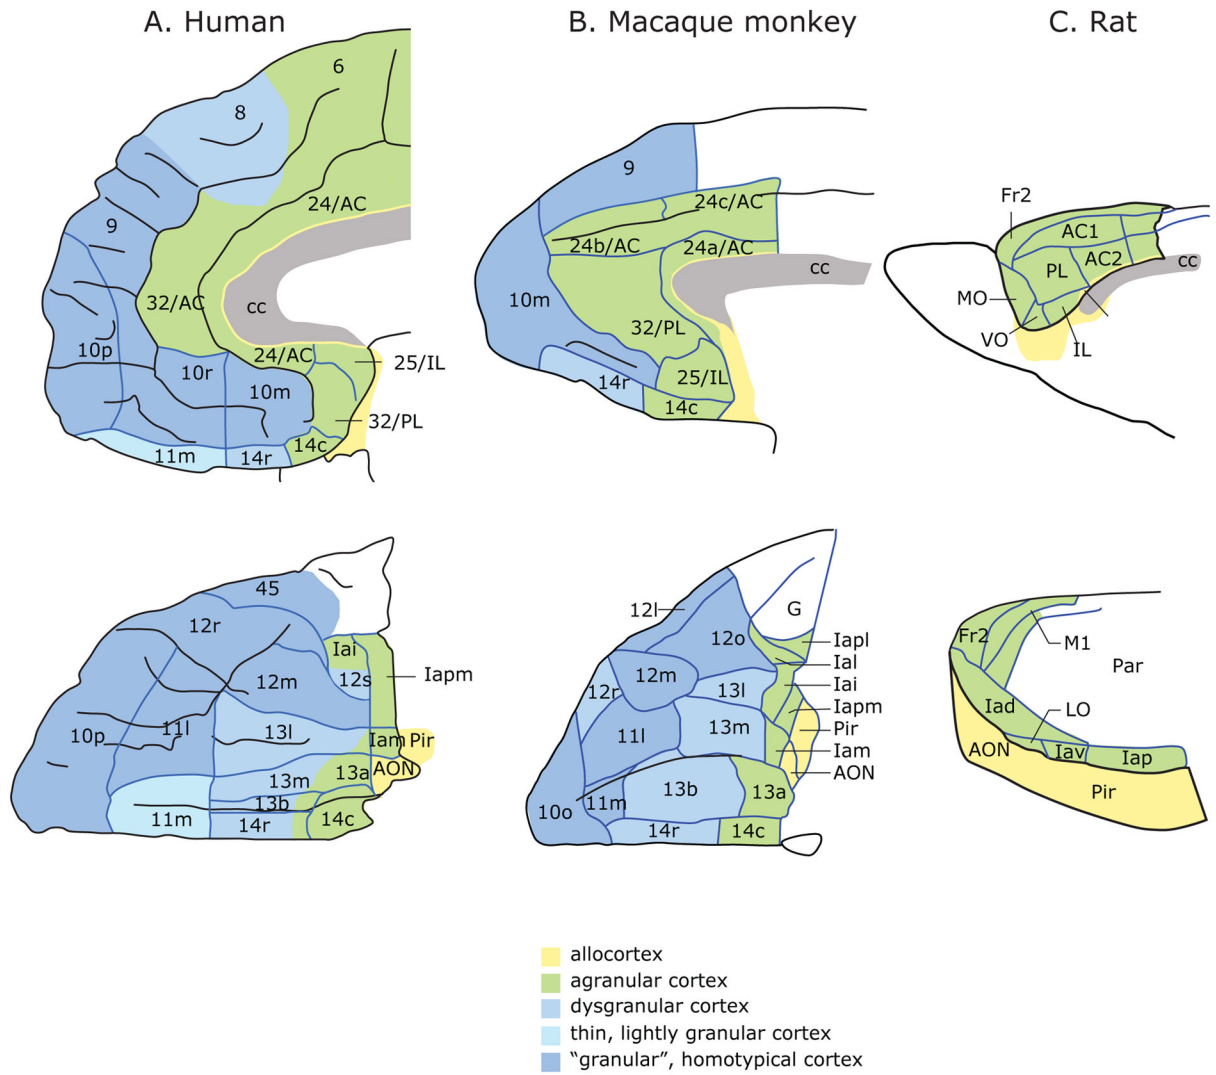 A. Human
B. Macaque monkey
C. Rat
6
8
9
24/AC
32/AC
cc
10p
24/AC
25/IL
10r
10m
32/PL
14c
11m
14r
9
24c/AC
24b/AC
24a/AC
cc
10m
32/PL
14r
25/IL
14c
Fr2
AC1
AC2
PL
cc
MO
VO
IL
45
12r
Iai
12s
Iapm
12m
10p
11l
13l
Iam
Pir
13a
AON
13m
13b
11m
14r
14c
12l
G
12o
Iapl
Ial
12m
Iai
12r
13l
Iapm
11l
13m
Pir
Iam
AON
13b
13a
10o
11m
14r
14c
Fr2
M1
Par
Iad
LO
AON
Iav
Iap
Pir
allocortex
agranular cortex
dysgranular cortex
thin, lightly granular cortex
“granular”, homotypical cortex